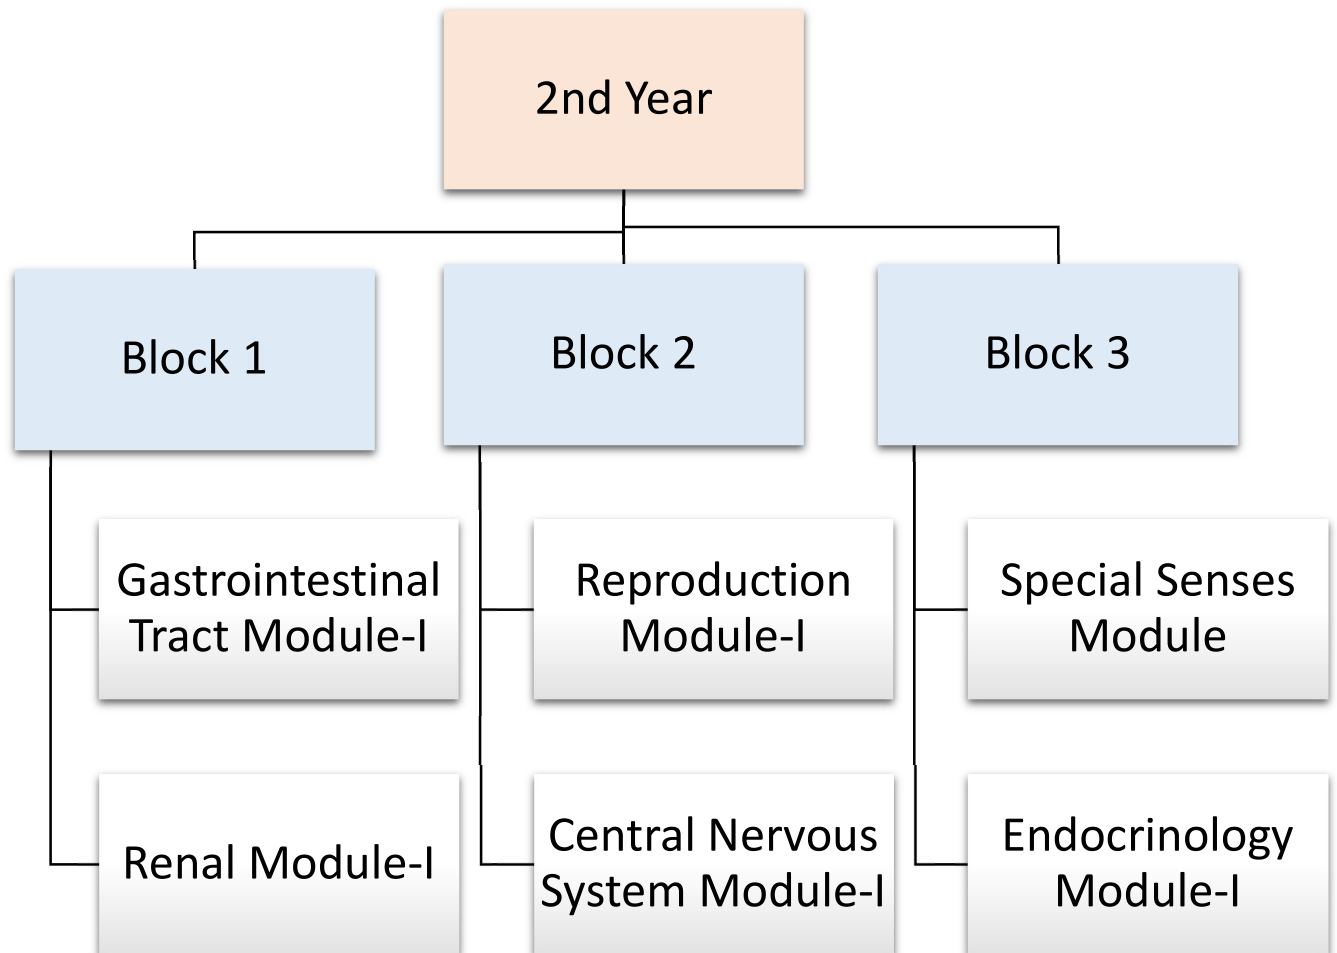 2nd Year
Block 1
Block 2
Block 3
Gastrointestinal
Tract Module-I
Reproduction
Module-I
Special Senses
Module
Renal Module-I
Central Nervous
System Module-I
Endocrinology
Module-I